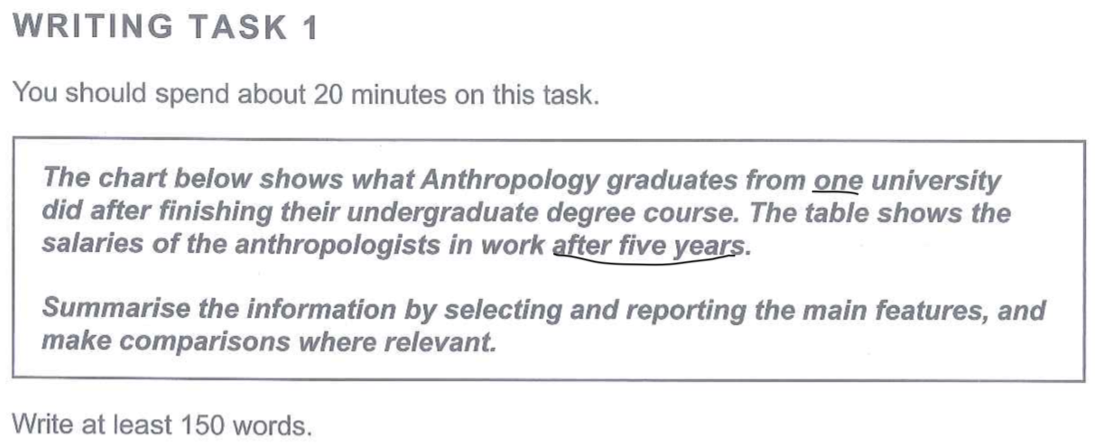 WRITING TASK 1
You should spend about 20 minutes on this task.
The chart below shows what Anthropology graduates from one university
did after finishing their undergraduate degree course. The table shows the
salaries of the anthropologists in work after five years.
Summarise the information by selecting and reporting the main features, and
make comparisons where relevant.
Write at least 150 words.